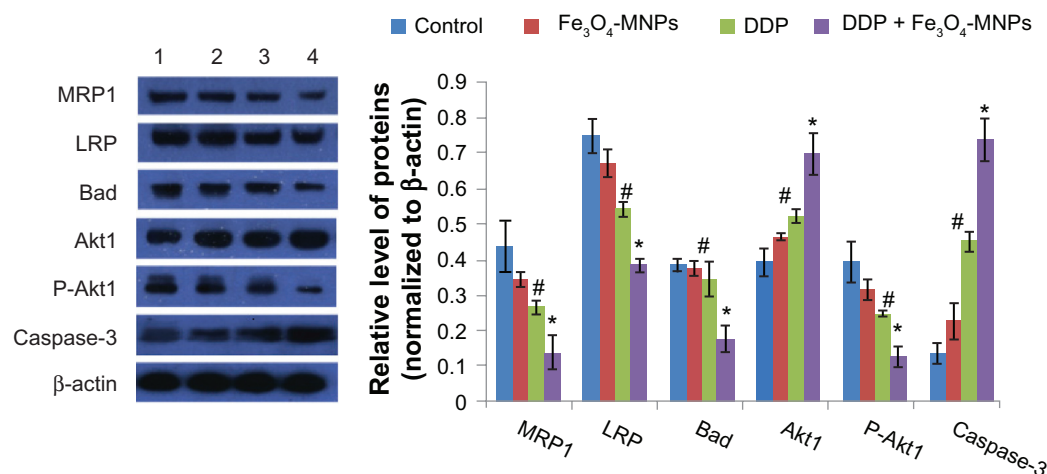 Control Fe₃O₄-MNPs DDP DDP + Fe₃O₄-MNPs
1 2 3 4
MRP1
LRP
Bad
Akt1
P-Akt1
Caspase-3
β-actin
Relative level of proteins
(normalized to β-actin)
0.9
0.8
0.7
0.6
0.5
0.4
0.3
0.2
0.1
0
# *
# *
# *
# *
# *
# *
MRP1 LRP Bad Akt1 P-Akt1 Caspase-3